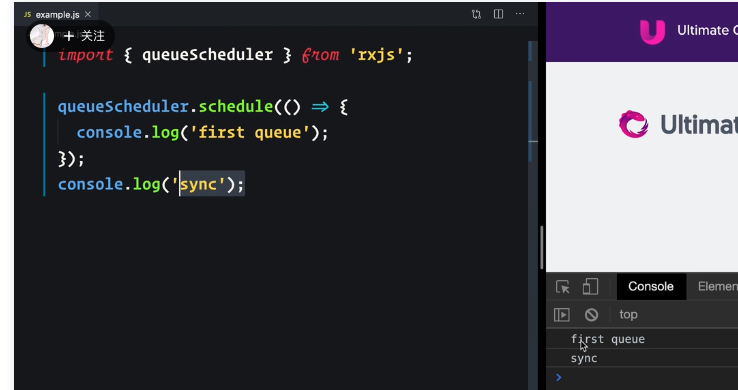 JS example.js ×
+ 关注
import { queueScheduler } from 'rxjs';
queueScheduler.schedule(() => {
console.log('first queue');
});
console.log('sync');
Ultimate
Ultimat
Console Elemen
top
first queue
sync
>